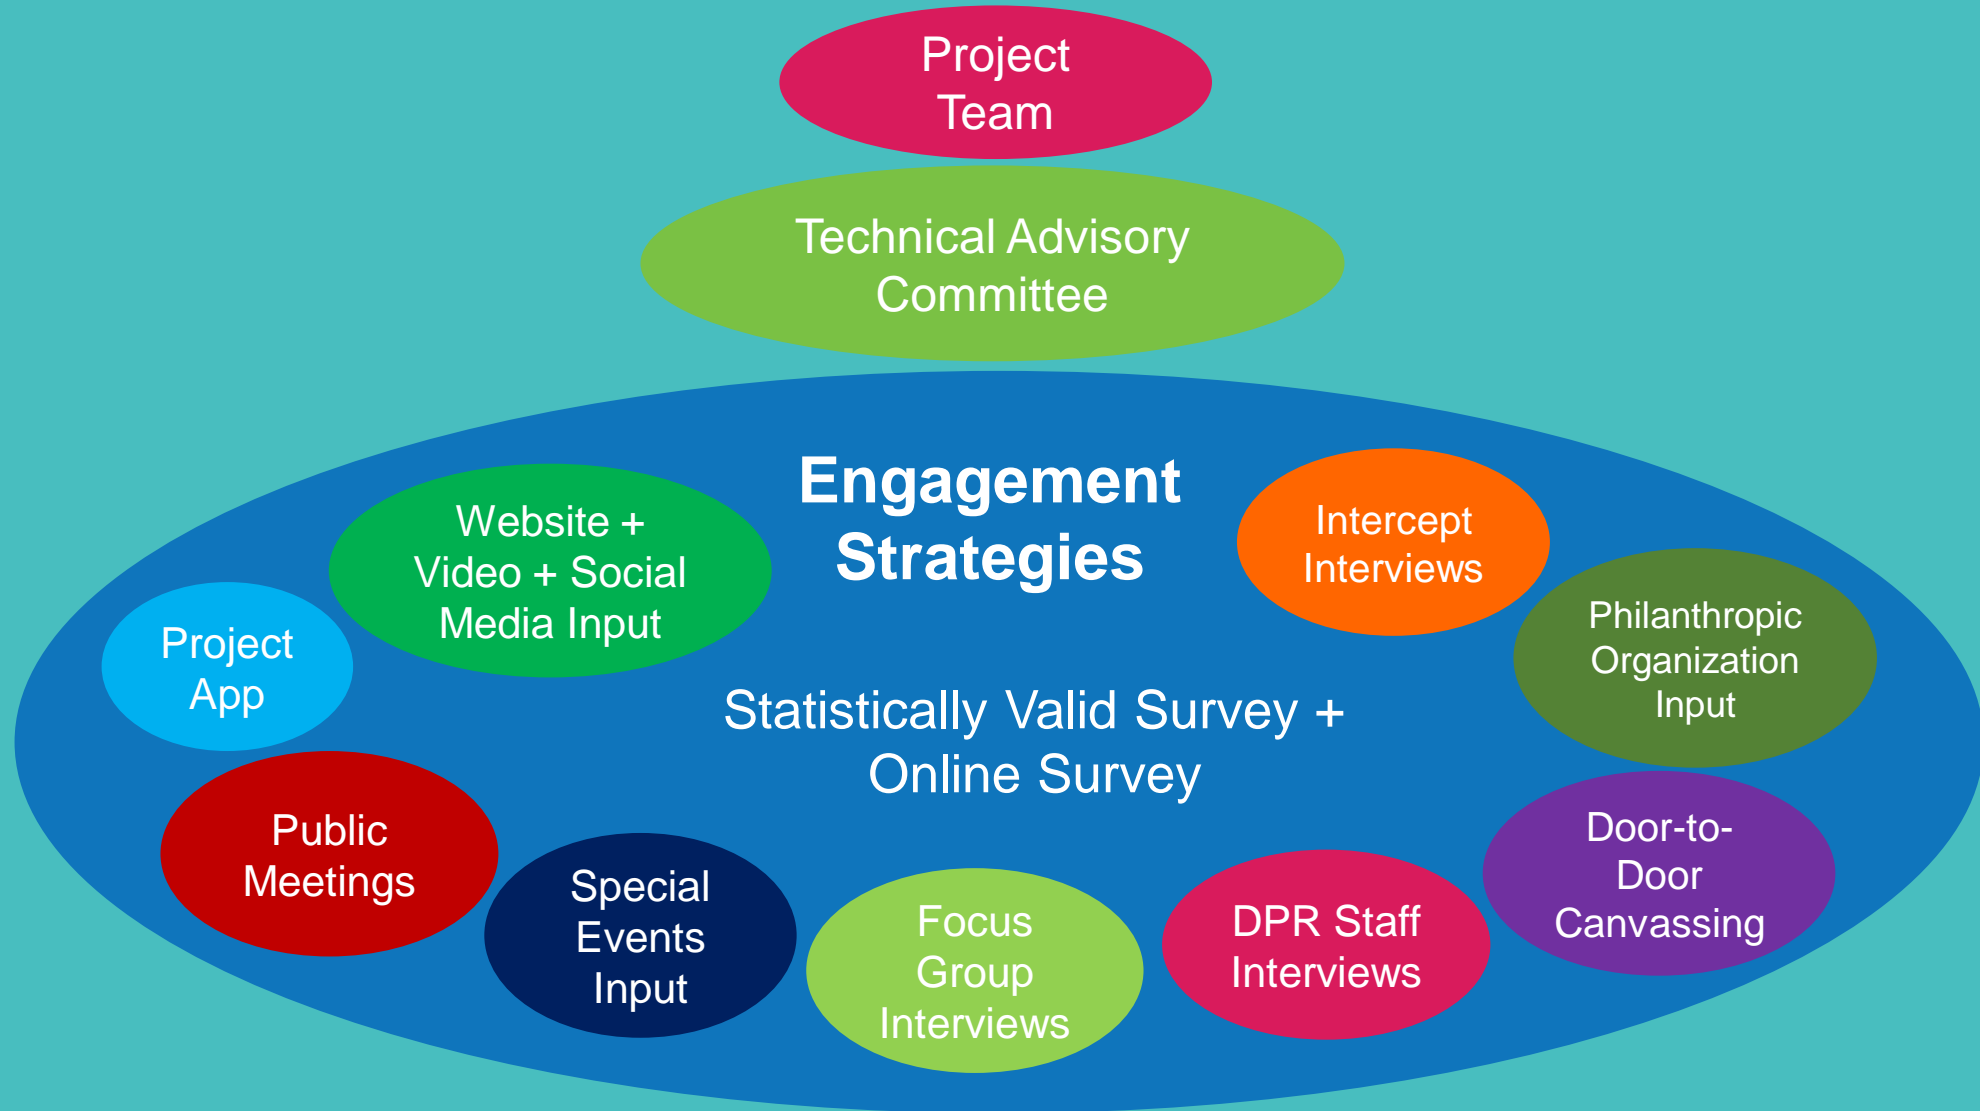 Project
Team
Technical Advisory
Committee
Engagement
Strategies
Website +
Video + Social
Media Input
Intercept
Interviews
Project
App
Philanthropic
Organization
Input
Statistically Valid Survey +
Online Survey
Public
Meetings
Special
Events
Input
Focus
Group
Interviews
DPR Staff
Interviews
Door-to-
Door
Canvassing